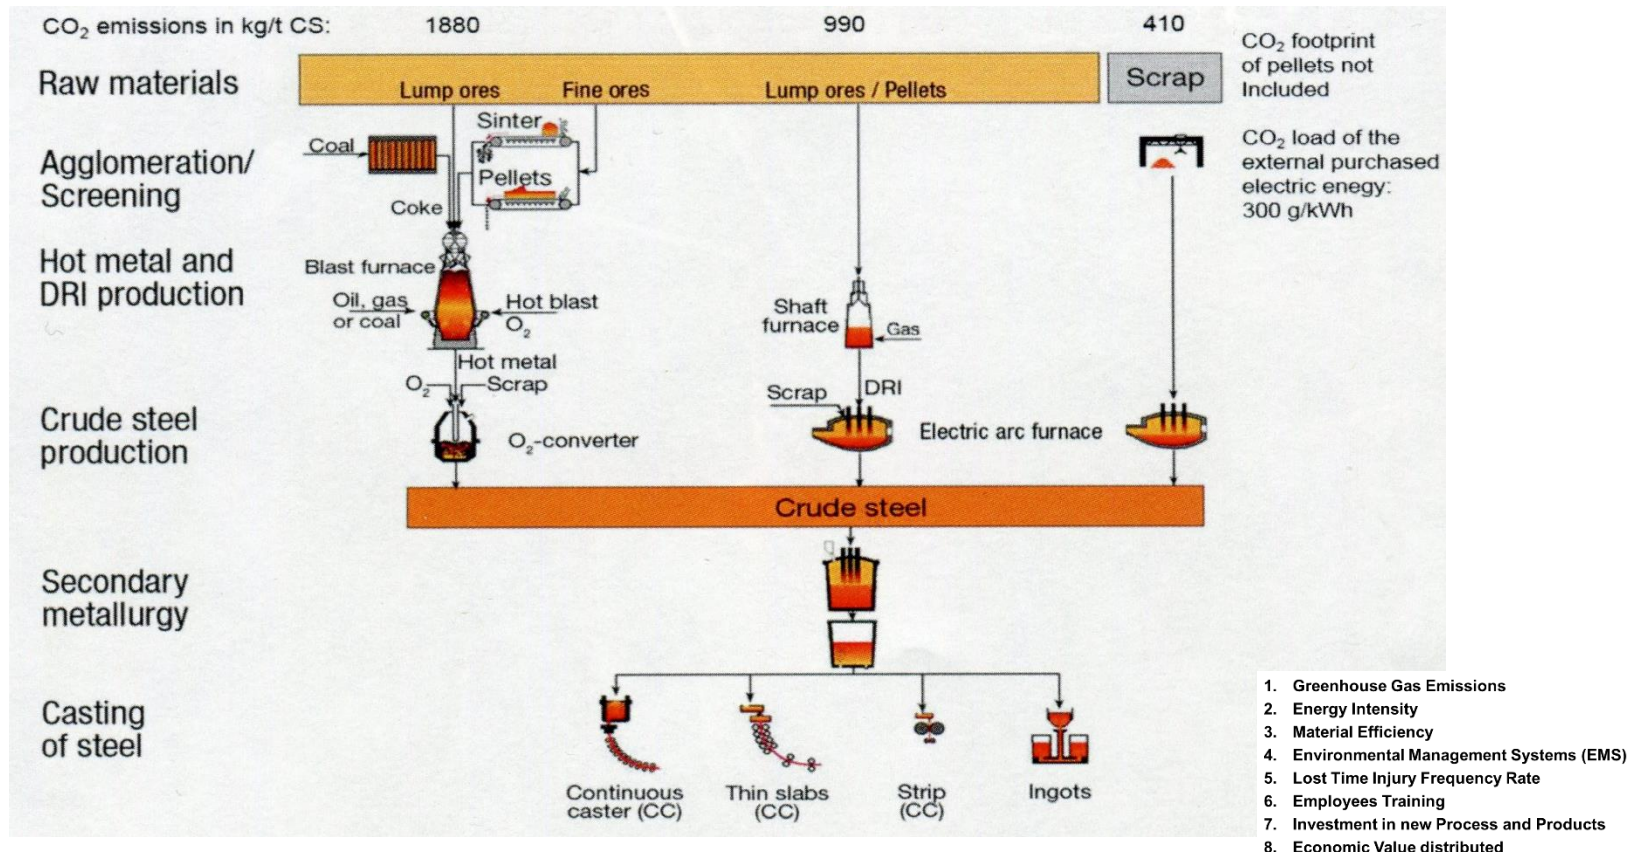 CO₂ emissions in kg/t CS: 1880 990 410
CO₂ footprint
of pellets not
Included
Raw materials
Lump ores
Fine ores
Lump ores / Pellets
Scrap
CO₂ load of the
external purchased
electric enegy:
300 g/kWh
Agglomeration/
Screening
Coal
Sinter
Pellets
Coke
Hot metal and
DRI production
Blast furnace
Oil, gas
or coal
Hot blast
O₂
Shaft
furnace
Gas
Hot metal
O₂
Scrap
Scrap
DRI
Crude steel
production
O₂-converter
Electric arc furnace
Crude steel
Secondary
metallurgy
Casting
of steel
Continuous
caster (CC)
Thin slabs
(CC)
Strip
(CC)
Ingots
1. Greenhouse Gas Emissions
2. Energy Intensity
3. Material Efficiency
4. Environmental Management Systems (EMS)
5. Lost Time Injury Frequency Rate
6. Employees Training
7. Investment in new Process and Products
8. Economic Value distributed